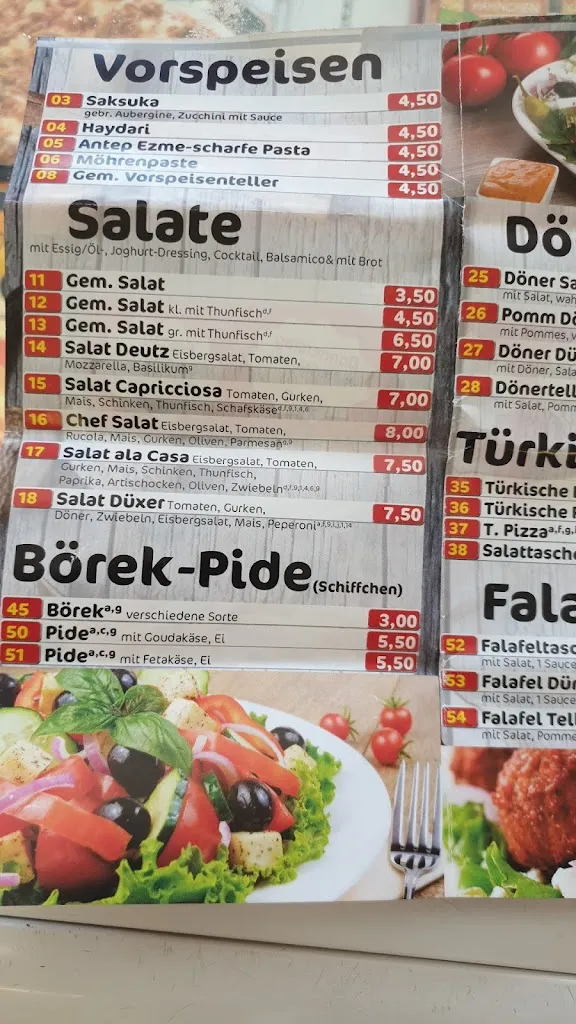 Vorspeisen
03 Saksuka 4,50
gebr. Aubergine, Zucchini mit Sauce
04 Haydari 4,50
05 Antep Ezme-scharfe Pasta 4,50
06 Möhrenpaste 4,50
08 Gem. Vorspeisenteller 4,50
Salate
mit Essig/Öl-, Joghurt-Dressing, Cocktail, Balsamico& mit Brot
11 Gem. Salat 3,50
12 Gem. Salat kl. mit Thunfisch 4,50
13 Gem. Salat gr. mit Thunfisch 6,50
14 Salat Deutz Eisbergsalat, Tomaten, 7,00
Mozzarella, Basilikum
15 Salat Capricciosa Tomaten, Gurken, 7,00
Mais, Schinken, Thunfisch, Schafskäse
16 Chef Salat Eisbergsalat, Tomaten, 8,00
Rucola, Mais, Gurken, Oliven, Parmesan
17 Salat ala Casa Eisbergsalat, Tomaten, 7,50
Gurken, Mais, Schinken, Thunfisch,
Paprika, Artischocken, Oliven, Zwiebeln
18 Salat Düxer Tomaten, Gurken, 7,50
Döner, Zwiebeln, Eisbergsalat, Mais, Peperoni
Börek-Pide (Schiffchen)
45 Börek a,g verschiedene Sorte 3,00
50 Pide a,c,g mit Goudakäse, Ei 5,50
51 Pide a,c,g mit Fetakäse, Ei 5,50
Dö
25 Döner Sa
mit Salat, wah
26 Pomm Dö
mit Pommes, v
27 Döner Dü
mit Döner, Sala
28 Dönertell
mit Salat, Pomm
Türki
35 Türkische
36 Türkische
37 T. Pizza a,f,g,
38 Salattasche
Fala
52 Falafeltasc
mit Salat, 1 Sauce
53 Falafel Dür
mit Salat, 1 Sauce
54 Falafel Tell
mit Salat, Pomme